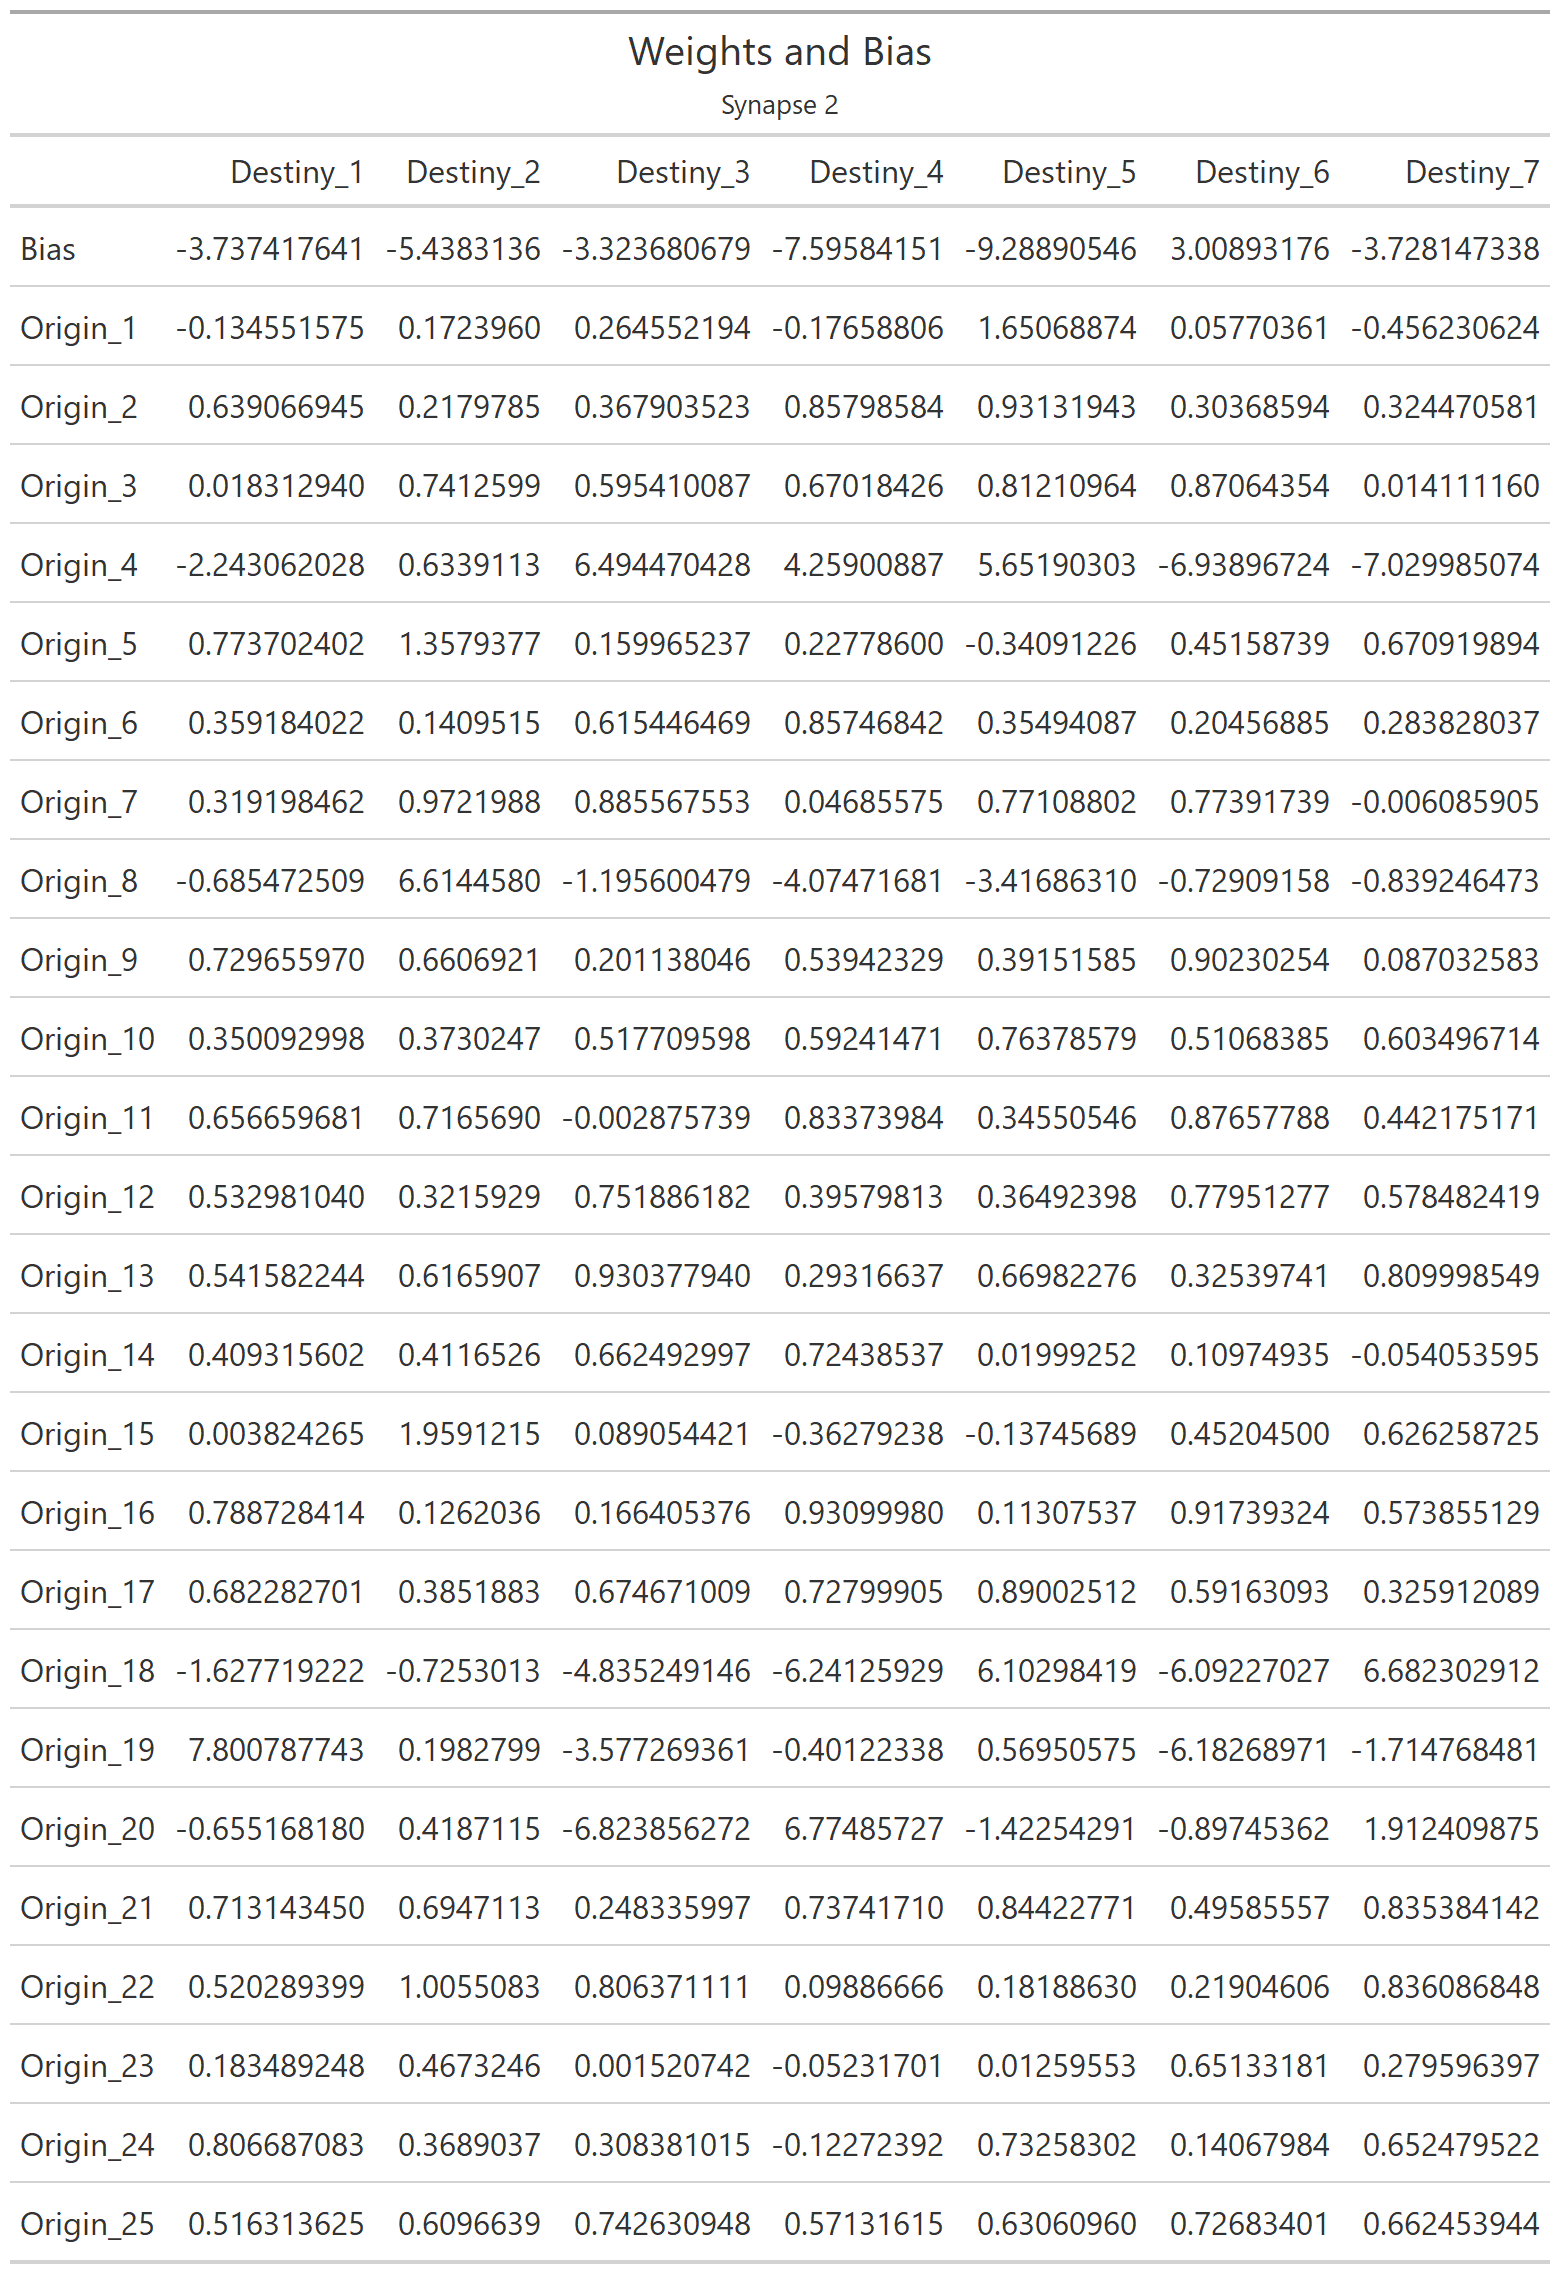 Weights and Bias
Synapse 2
Destiny_1 Destiny_2 Destiny_3 Destiny_4 Destiny_5 Destiny_6 Destiny_7
Bias -3.737417641 -5.4383136 -3.323680679 -7.59584151 -9.28890546 3.00893176 -3.728147338
Origin_1 -0.134551575 0.1723960 0.264552194 -0.17658806 1.65068874 0.05770361 -0.456230624
Origin_2 0.639066945 0.2179785 0.367903523 0.85798584 0.93131943 0.30368594 0.324470581
Origin_3 0.018312940 0.7412599 0.595410087 0.67018426 0.81210964 0.87064354 0.014111160
Origin_4 -2.243062028 0.6339113 6.494470428 4.25900887 5.65190303 -6.93896724 -7.029985074
Origin_5 0.773702402 1.3579377 0.159965237 0.22778600 -0.34091226 0.45158739 0.670919894
Origin_6 0.359184022 0.1409515 0.615446469 0.85746842 0.35494087 0.20456885 0.283828037
Origin_7 0.319198462 0.9721988 0.885567553 0.04685575 0.77108802 0.77391739 -0.006085905
Origin_8 -0.685472509 6.6144580 -1.195600479 -4.07471681 -3.41686310 -0.72909158 -0.839246473
Origin_9 0.729655970 0.6606921 0.201138046 0.53942329 0.39151585 0.90230254 0.087032583
Origin_10 0.350092998 0.3730247 0.517709598 0.59241471 0.76378579 0.51068385 0.603496714
Origin_11 0.656659681 0.7165690 -0.002875739 0.83373984 0.34550546 0.87657788 0.442175171
Origin_12 0.532981040 0.3215929 0.751886182 0.39579813 0.36492398 0.77951277 0.578482419
Origin_13 0.541582244 0.6165907 0.930377940 0.29316637 0.66982276 0.32539741 0.809998549
Origin_14 0.409315602 0.4116526 0.662492997 0.72438537 0.01999252 0.10974935 -0.054053595
Origin_15 0.003824265 1.9591215 0.089054421 -0.36279238 -0.13745689 0.45204500 0.626258725
Origin_16 0.788728414 0.1262036 0.166405376 0.93099980 0.11307537 0.91739324 0.573855129
Origin_17 0.682282701 0.3851883 0.674671009 0.72799905 0.89002512 0.59163093 0.325912089
Origin_18 -1.627719222 -0.7253013 -4.835249146 -6.24125929 6.10298419 -6.09227027 6.682302912
Origin_19 7.800787743 0.1982799 -3.577269361 -0.40122338 0.56950575 -6.18268971 -1.714768481
Origin_20 -0.655168180 0.4187115 -6.823856272 6.77485727 -1.42254291 -0.89745362 1.912409875
Origin_21 0.713143450 0.6947113 0.248335997 0.73741710 0.84422771 0.49585557 0.835384142
Origin_22 0.520289399 1.0055083 0.806371111 0.09886666 0.18188630 0.21904606 0.836086848
Origin_23 0.183489248 0.4673246 0.001520742 -0.05231701 0.01259553 0.65133181 0.279596397
Origin_24 0.806687083 0.3689037 0.308381015 -0.12272392 0.73258302 0.14067984 0.652479522
Origin_25 0.516313625 0.6096639 0.742630948 0.57131615 0.63060960 0.72683401 0.662453944